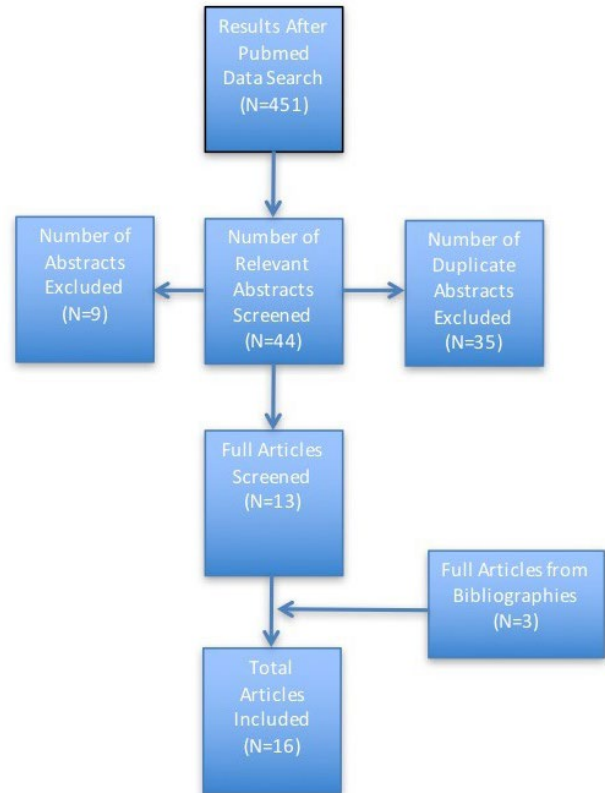 Results After
Pubmed
Data Search
(N=451)
Number of
Abstracts
Excluded
(N=9)
Number of
Relevant
Abstracts
Screened
(N=44)
Number of
Duplicate
Abstracts
Excluded
(N=35)
Full Articles
Screened
(N=13)
Full Articles from
Bibliographies
(N=3)
Total
Articles
Included
(N=16)